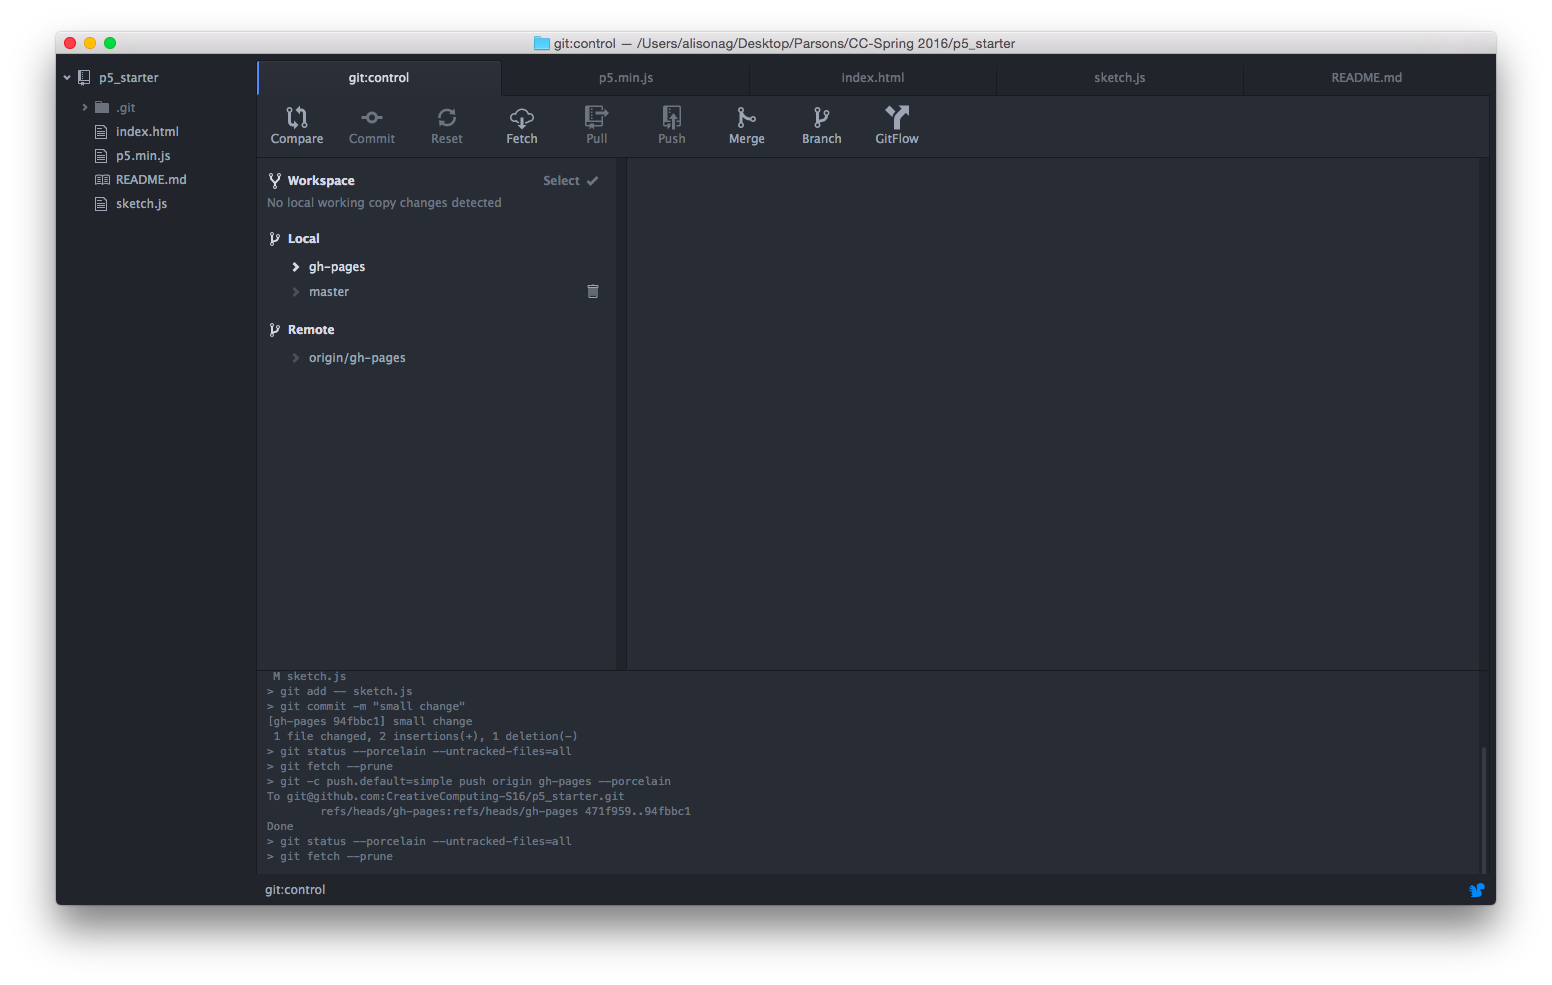 git:control — /Users/alisonag/Desktop/Parsons/CC-Spring 2016/p5_starter
p5_starter
.git
index.html
p5.min.js
README.md
sketch.js
git:control p5.min.js index.html sketch.js README.md
Compare Commit Reset Fetch Pull Push Merge Branch GitFlow
Workspace Select
No local working copy changes detected
Local
gh-pages
master
Remote
origin/gh-pages
M sketch.js
> git add -- sketch.js
> git commit -m "small change"
[gh-pages 94fbbc1] small change
1 file changed, 2 insertions(+), 1 deletion(-)
> git status --porcelain --untracked-files=all
> git fetch --prune
> git -c push.default=simple push origin gh-pages --porcelain
To git@github.com:CreativeComputing-S16/p5_starter.git
refs/heads/gh-pages:refs/heads/gh-pages 471f959..94fbbc1
Done
> git status --porcelain --untracked-files=all
> git fetch --prune
git:control